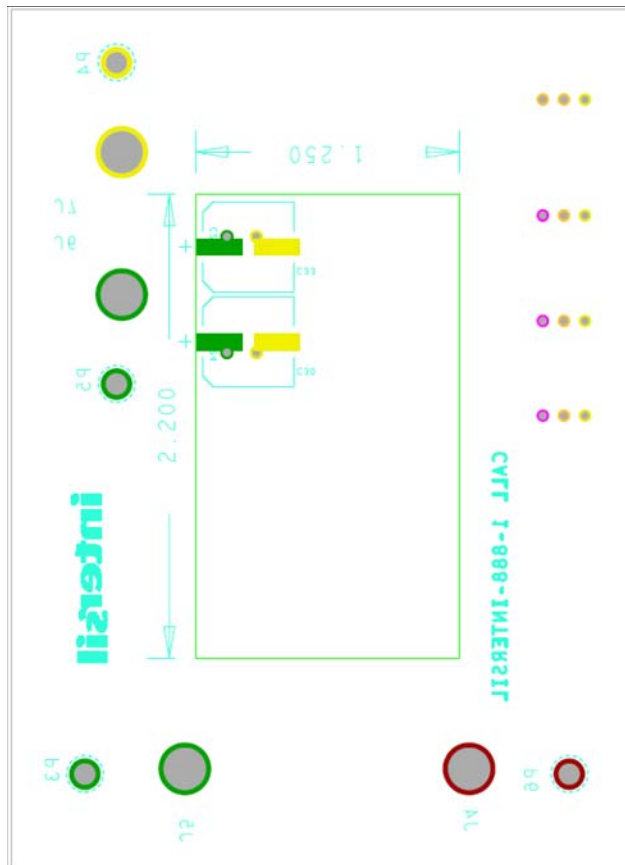 P4
1.250
J7
J6
C33
+
+
C30
P5
2.200
CALL 1-888-INTERSIL
intersil
P3
P6
J5
J4